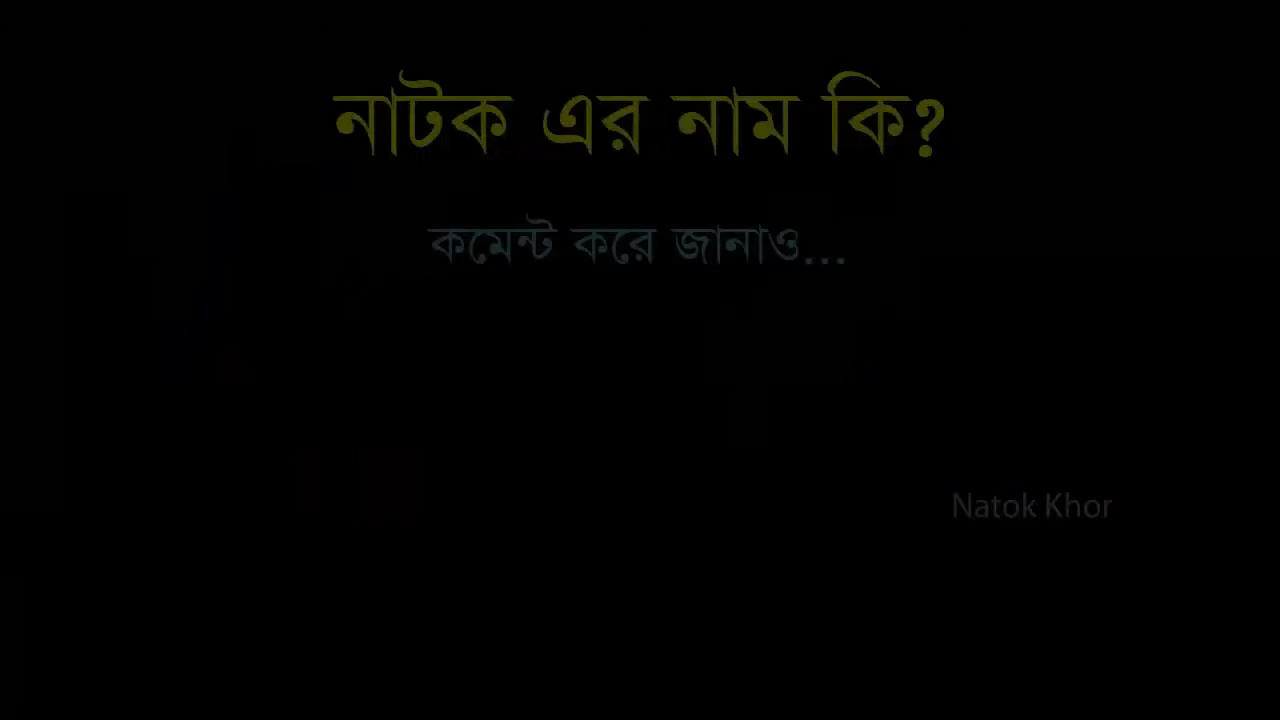 নাটক এর নাম কি?
কমেন্ট করে জানাও...
Natok Khor